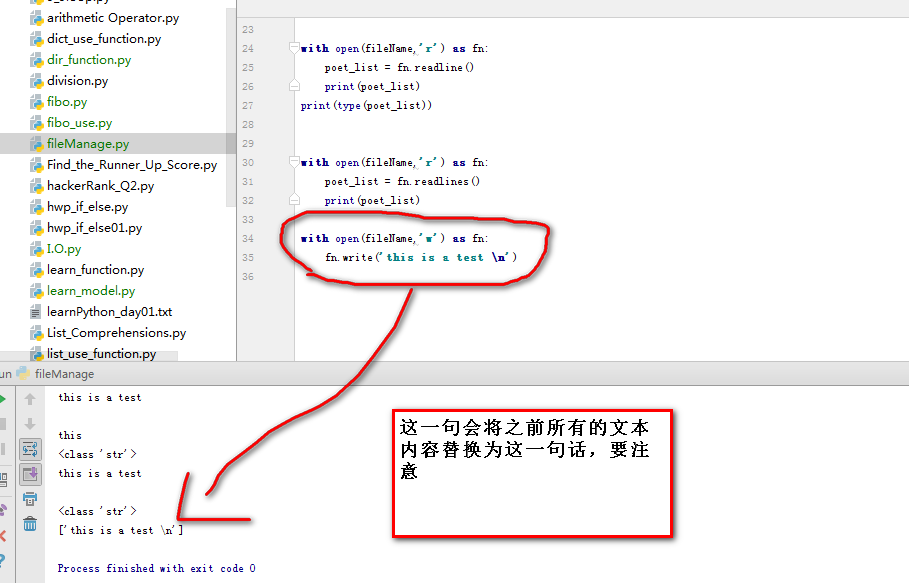 arithmetic Operator.py
dict_use_function.py
dir_function.py
division.py
fibo.py
fibo_use.py
fileManage.py
Find_the_Runner_Up_Score.py
hackerRank_Q2.py
hwp_if_else.py
hwp_if_else01.py
I.O.py
learn_function.py
learn_model.py
learnPython_day01.txt
List_Comprehensions.py
list_use_function.py
23
24 with open(fileName,'r') as fn:
25 poet_list = fn.readline()
26 print(poet_list)
27 print(type(poet_list))
28
29
30 with open(fileName,'r') as fn:
31 poet_list = fn.readlines()
32 print(poet_list)
33
34 with open(fileName,'w') as fn:
35 fn.write('this is a test \n')
36
un fileManage
this is a test
this
<class 'str'>
this is a test
<class 'str'>
['this is a test \n']
Process finished with exit code 0
这一句会将之前所有的文本
内容替换为这一句话，要注
意